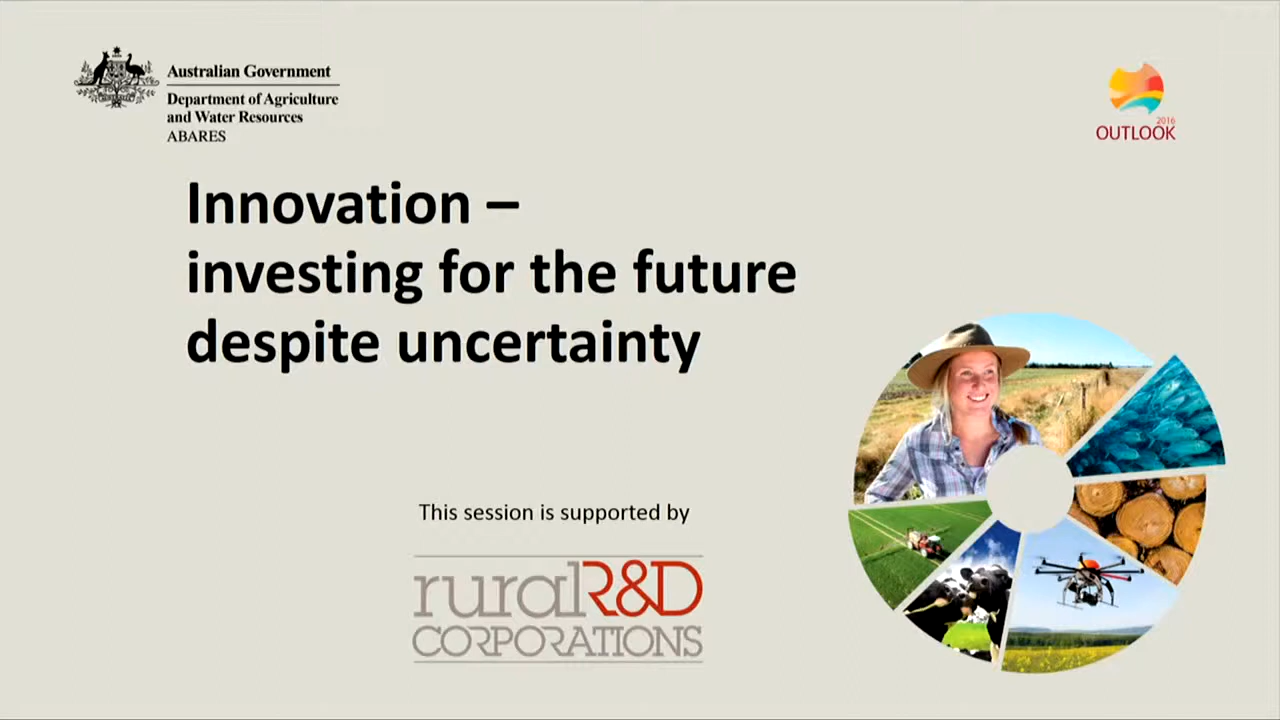 Australian Government
Department of Agriculture
and Water Resources
ABARES
2016
OUTLOOK
Innovation –
investing for the future
despite uncertainty
This session is supported by
ruralR&D
CORPORATIONS